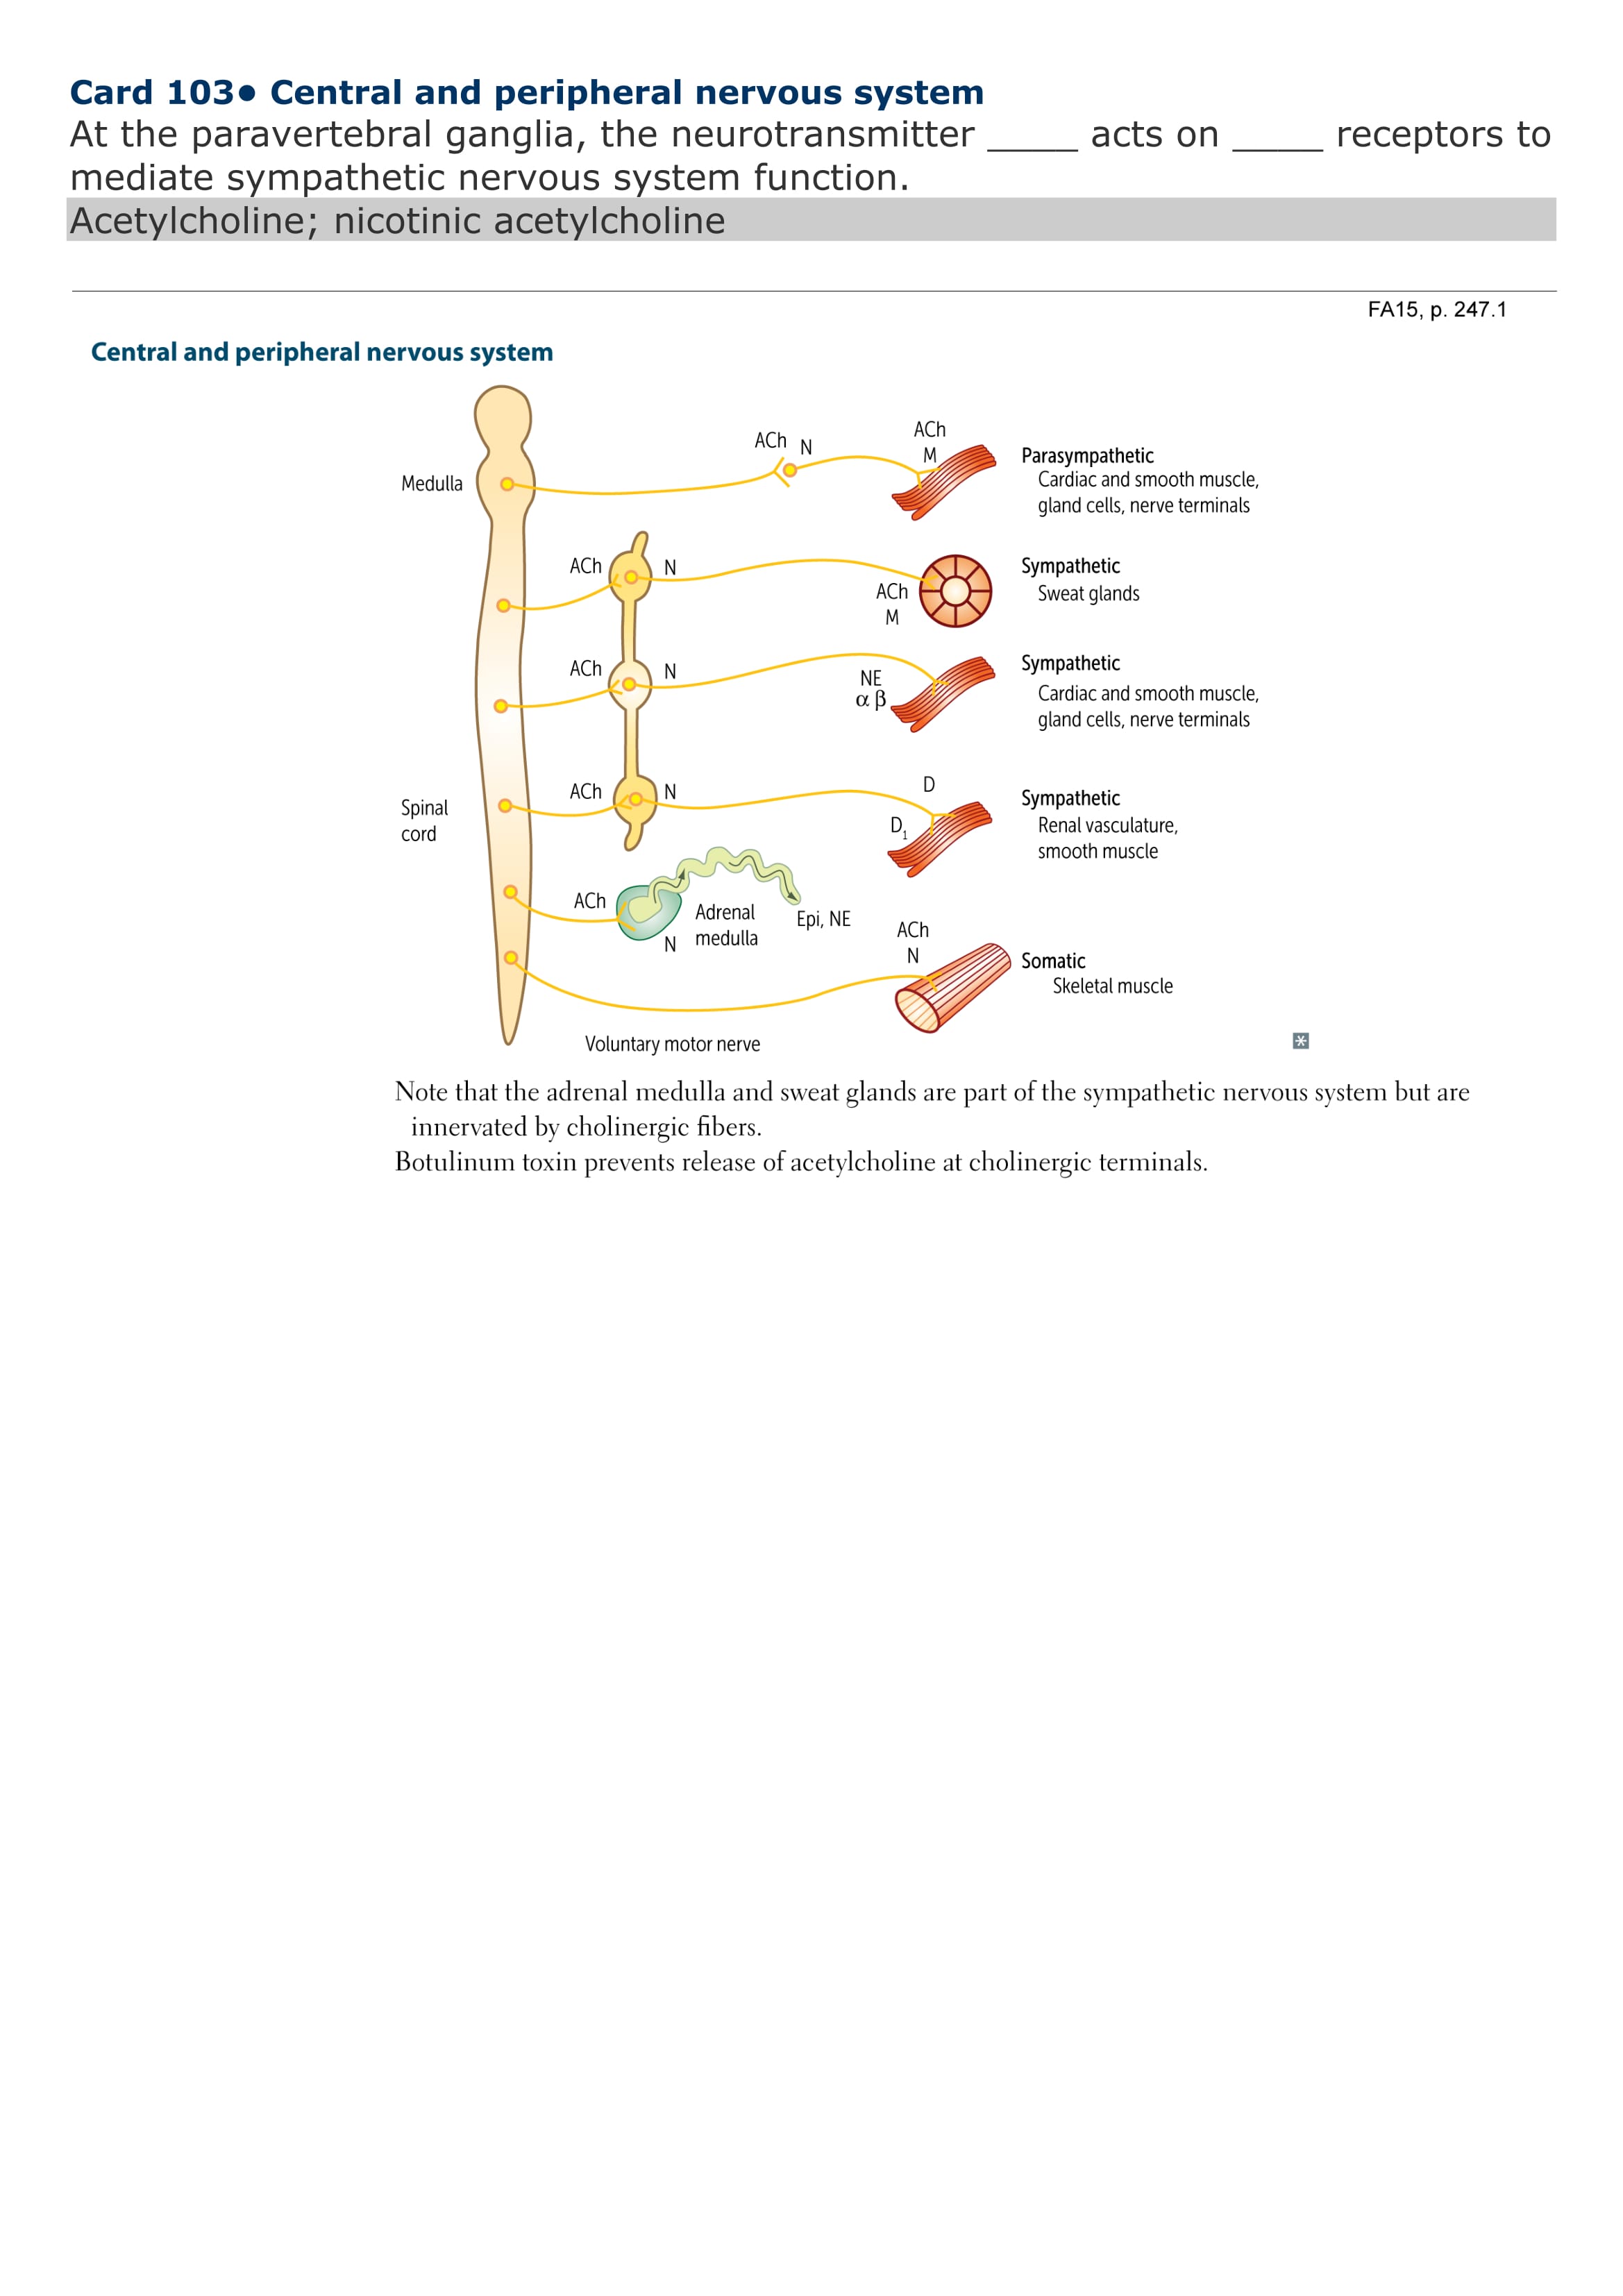 Card 103• Central and peripheral nervous system
At the paravertebral ganglia, the neurotransmitter _____ acts on _____ receptors to
mediate sympathetic nervous system function.
Acetylcholine; nicotinic acetylcholine
FA15, p. 247.1
Central and peripheral nervous system
Medulla
ACh N
ACh
M
Parasympathetic
Cardiac and smooth muscle,
gland cells, nerve terminals
ACh
N
ACh
M
Sympathetic
Sweat glands
ACh
N
NE
α β
Sympathetic
Cardiac and smooth muscle,
gland cells, nerve terminals
Spinal
cord
ACh
N
D
D₁
Sympathetic
Renal vasculature,
smooth muscle
ACh
N
Adrenal
medulla
Epi, NE
ACh
N
Somatic
Skeletal muscle
Voluntary motor nerve
*
Note that the adrenal medulla and sweat glands are part of the sympathetic nervous system but are
innervated by cholinergic fibers.
Botulinum toxin prevents release of acetylcholine at cholinergic terminals.